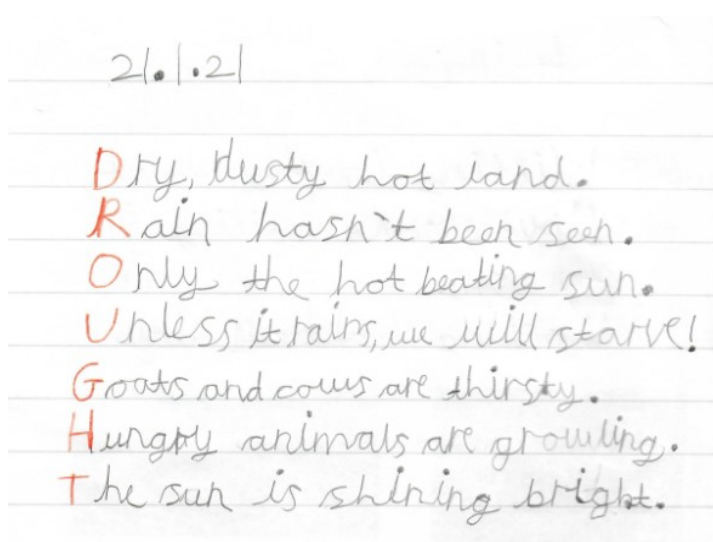 21.1.21
Dry, dusty hot land.
Rain hasn't been seen.
Only the hot beating sun.
Unless it rains, we will starve!
Goats and cows are thirsty.
Hungry animals are growling.
The sun is shining bright.